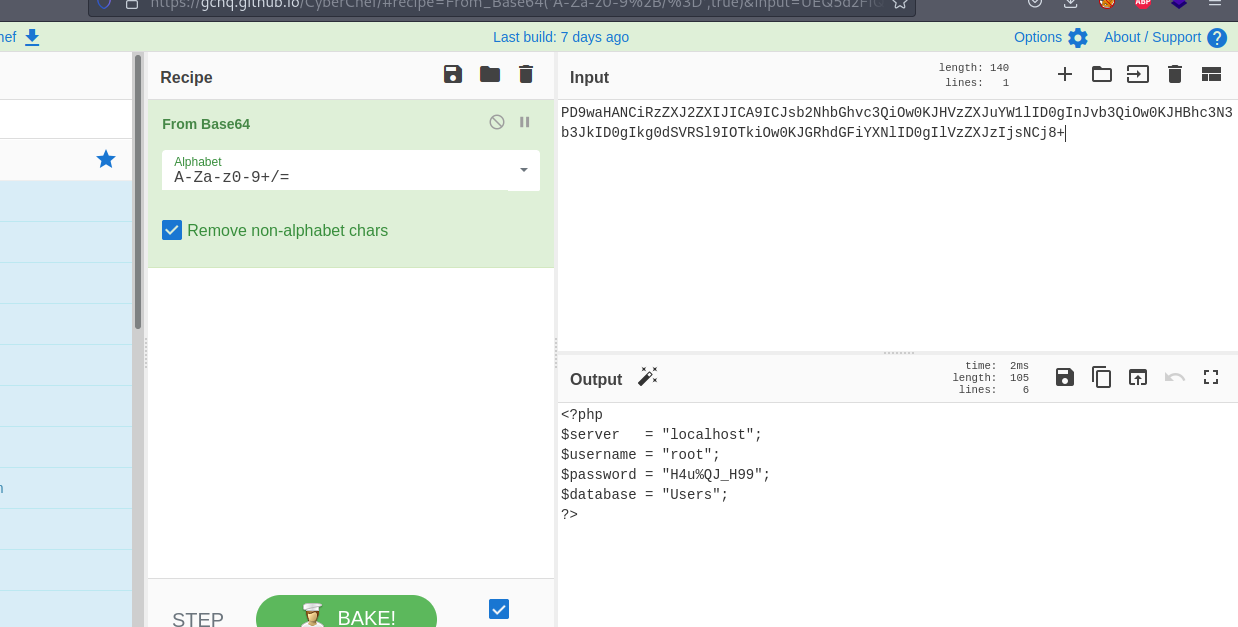 https://gchq.github.io/CyberChef/#recipe=From_Base64('A-Za-z0-9%2B/%3D',true)&input=
hef
Last build: 7 days ago
Options
About / Support
Recipe
Input
length: 140
lines: 1
From Base64
Alphabet
A-Za-z0-9+/=
Remove non-alphabet chars
PD9waHANCiRzZXJ2ZXIJICA9ICJsb2NhbGhvc3QiOw0KJHVzZXJuYW1lID0gInJvb3QiOw0KJHBhc3N3
b3JkID0gIkg0dSVRSl9IOTkiOw0KJGRhdGFiYXNlID0gIlVzZXJzIjsNCj8+
Output
time: 2ms
length: 105
lines: 6
<?php
$server   = "localhost";
$username = "root";
$password = "H4u%QJ_H99";
$database = "Users";
?>
n
STEP
BAKE!